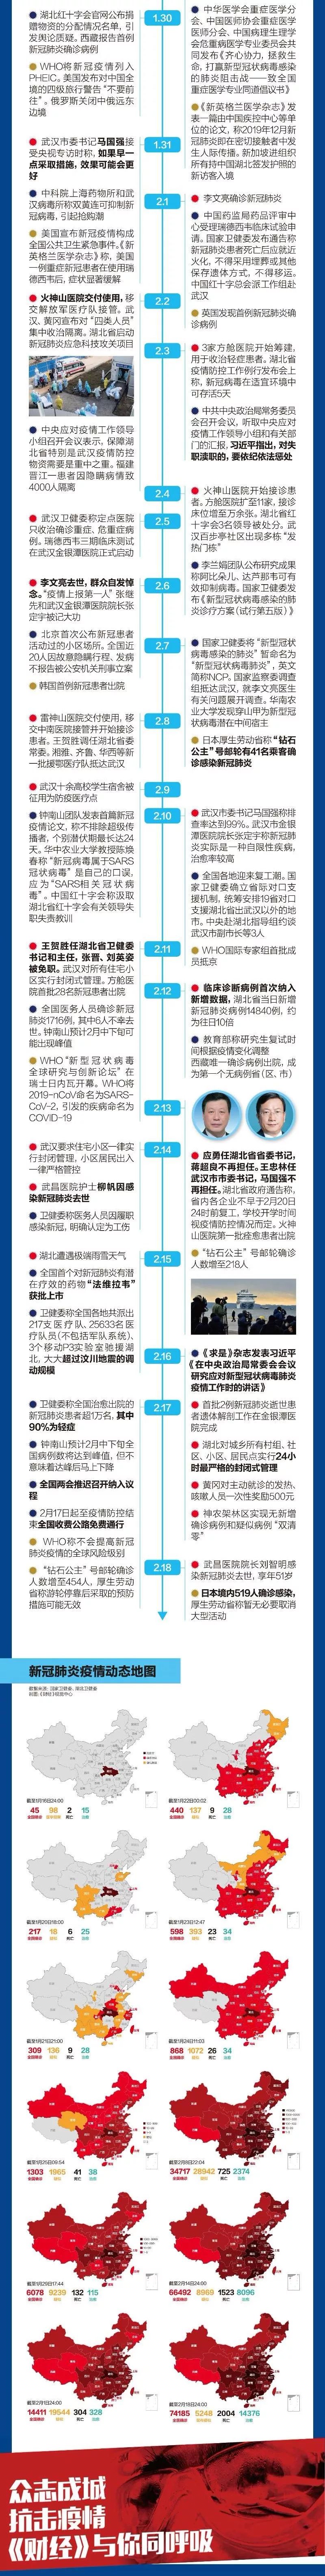 1.30
湖北红十字会官网公布捐
赠物资的分配情况名单，引
发舆论质疑。西藏报告首例
新冠肺炎确诊病例
WHO将新冠疫情列入
PHEIC。美国发布对中国全
境的四级旅行警告“不要前
往”。俄罗斯关闭中俄远东
边境
中华医学会重症医学分
会、中国医师协会重症医学
医师分会、中国病理生理学
会危重病医学专业委员会共
同发布《齐心协力，拯救生
命，打赢新型冠状病毒感染
的肺炎阻击战——致全国
重症医学专业同道倡议书》
《新英格兰医学杂志》发
表一篇由中国疾控中心等单
位的论文，称2019年12月新
冠肺炎即在密切接触者中发
生人际传播。新加坡进组织
所有持中国湖北签发护照的
新访客入境
1.31
武汉市委书记马国强接
受央视专访时称，如果早一
点采取措施，效果可能会更
好
中科院上海药物所和武
汉病毒所称双黄连可抑制新
冠病毒，引起抢购潮
美国宣布新冠疫情构成
全国公共卫生紧急事件。《新
英格兰医学杂志》称，美国
一例重症新冠患者在使用瑞
德西韦后，症状显著缓解
2.1
李文亮确诊新冠肺炎
中国药监局药品评审中
心受理瑞德西韦临床试验申
请。国家卫健委发布通告称
新冠肺炎患者死亡后应就近
火化，不得采用埋葬或其他
保存遗体方式，不得移运。
中国红十字总会派工作组赴
武汉
英国发现首例新冠肺炎确
诊病例
2.2
火神山医院交付使用，移
交解放军医疗队接管。武
汉、黄冈宣布对“四类人员”
集中收治隔离。湖北省启动
新冠肺炎应急科技攻关项目
2.3
3家方舱医院开始筹建，
用于收治轻症患者。湖北省
疫情防控工作例行发布会上
称，新冠病毒在适宜环境中
可存活5天
中共中央政治局常务委员
会召开会议，听取中央应对
疫情工作领导小组和有关部
门的汇报，习近平指出，对失
职渎职的，要依纪依法惩处
中央应对疫情工作领导
小组召开会议表示，保障湖
北省特别是武汉疫情防控
物资需要是重中之重。福建
晋江一患者因隐瞒病情致
4000人隔离
2.4
火神山医院开始接诊患
者。方舱医院扩至11家，接诊
床位增至万余张。湖北省红
十字会3名领导被处分。武
汉百步亭社区出现多栋“发
热门栋”
2.5
武汉卫健委称定点医院
只收治确诊重症、危重症病
例。瑞德西韦三期临床测试
在武汉金银潭医院正式启动
李兰娟团队公布研究成果
称阿比朵儿、达芦那韦可有
效抑制病毒。国家卫健委发
布《新型冠状病毒感染的肺
炎诊疗方案（试行第五版）》
2.6
李文亮去世，群众自发悼
念。“疫情上报第一人”张继
先和武汉金银潭医院院长张
定宇被记大功
北京首次公布新冠患者
活动过的小区场所。全国近
20人因故意隐瞒行程、发病
不报告被公安机关刑事立案
韩国首例新冠患者出院
2.7
国家卫健委将“新型冠状
病毒感染的肺炎”暂命名为
“新型冠状病毒肺炎”，英文
简称NCP。国家监察委调查
组抵达武汉，就李文亮医生
有关问题展开调查。华南农
业大学发现穿山甲为新型冠
状病毒潜在中间宿主
日本厚生劳动省称“钻石
公主”号邮轮有41名乘客确
诊感染新冠肺炎
2.8
雷神山医院交付使用，移
交中南医院管理并开始接诊
患者。王贺胜调任湖北省委
常委。湘雅、齐鲁、华西等新
一批援鄂医疗队抵达武汉
2.9
武汉十余高校学生宿舍被
征用为防疫医疗点
2.10
钟南山团队发表首篇新冠
疫情论文，称不排除超级传
播者，个别潜伏期最长达24
天。华中农业大学教授陈焕
春称“新冠病毒属于SARS
冠状病毒”是自己的口误，
应为“SARS相关冠状病
毒”。中国红十字会称汲取
湖北省红十字会有关领导失
职失责教训
武汉市委书记马国强称排
查率达到99%。武汉市金银
潭医院院长张定宇称新冠肺
炎实际是一种自限性疾病，
治愈率较高
全国各地迎来复工潮。国
家卫健委确立省际对口支
援机制，统筹安排19省对口
支援湖北省出武汉以外的地
市。中央赴湖北指导组约谈
武汉市副市长等3人
WHO国际专家组首批成
员抵京
2.11
王贺胜任湖北省卫健委
书记和主任，张晋、刘英姿
被免职。武汉对所有住宅小
区实行封闭式管理。方舱医
院首批28名新冠患者出院
2.12
全国医务人员确诊新冠
肺炎1716例，其中6人不幸去
世。钟南山预计2月中下旬可
能出现峰值
WHO“新型冠状病毒
全球研究与创新论坛”在
瑞士日内瓦开幕。WHO将
2019-nCoV命名为SARS-
CoV-2，引发的疾病命名为
COVID-19
临床诊断病例首次纳入
新增数据，湖北省当日新增
新冠肺炎病例14840例，约
为往日10倍
教育部称研究生复试时
间根据疫情变化调整
西藏唯一确诊病例出院，成
为第一个无病例省（区、市）
2.13
应勇任湖北省省委书记，
蒋超良不再担任。王忠林任
武汉市市委书记，马国强不
再担任。湖北省政府通告称，
省内各企业不早于2月20日
24时前复工，学校开学时间
视疫情防控情况而定。火神
山医院第一批痊愈患者出院
“钻石公主”号邮轮确诊
人数增至218人
2.14
武汉要求住宅小区一律实
行封闭管理，小区居民出入
一律严格管控
武昌医院护士柳帆因感
染新冠肺炎去世
卫健委称医务人员因履职
感染新冠，明确认定为工伤
2.15
湖北遭遇极端雨雪天气
全国首个对新冠肺炎有潜
在疗效的药物“法维拉韦”
获批上市
卫健委称全国各地共派出
217支医疗队、25633名医
疗队员（不包括军队系统）、
3个移动P3实验室驰援湖
北，大大超过汶川地震的调
动规模
2.16
《求是》杂志发表习近平
《在中央政治局常委会会议
研究应对新型冠状病毒肺炎
疫情工作时的讲话》
首批2例新冠肺炎逝世患
者遗体解剖工作在金银潭医
院完成
湖北对城乡所有村组、社
区、小区、居民点实行24小
时最严格的封闭式管理
黄冈对主动就诊的发热、
咳嗽人员一次性奖励500元
神农架林区实现无新增
确诊病例和疑似病例“双清
零”
2.17
卫健委称全国治愈出院的
新冠肺炎患者超1万名，其中
90%为轻症
钟南山预计2月中下旬全
国病例数将达到峰值，但不
意味着达峰后马上下降
全国两会推迟召开纳入议
程
2月17日起至疫情防控结
束全国收费公路免费通行
WHO称不会提高新冠
肺炎疫情的全球风险级别
“钻石公主”号邮轮确诊
人数增至454人，厚生劳动
省称游轮停靠后采取的预防
措施可能无效
2.18
武昌医院院长刘智明感
染新冠肺炎去世，享年51岁
日本境内519人确诊感染，
厚生劳动省称暂无必要取消
大型活动
新冠肺炎疫情动态地图
数据来源：国家卫健委，湖北卫健委
制图：《财经》信息中心
截至1月16日24:00
45 98 2 15
截至1月22日00:02
440 137 9 28
截至1月20日18:00
217 18 6 25
截至1月23日12:47
598 393 23 34
截至1月21日21:00
309 136 9 28
截至1月24日11:03
868 1072 26 34
截至1月25日09:54
1303 1965 41 38
截至2月8日22:04
34717 28942 725 2374
截至1月29日17:44
6078 9239 132 115
截至2月14日24:00
66492 8969 1523 8096
截至2月1日24:00
14411 19544 304 328
截至2月18日24:00
74185 5248 2004 14376
众志成城
抗击疫情
《财经》与你同呼吸